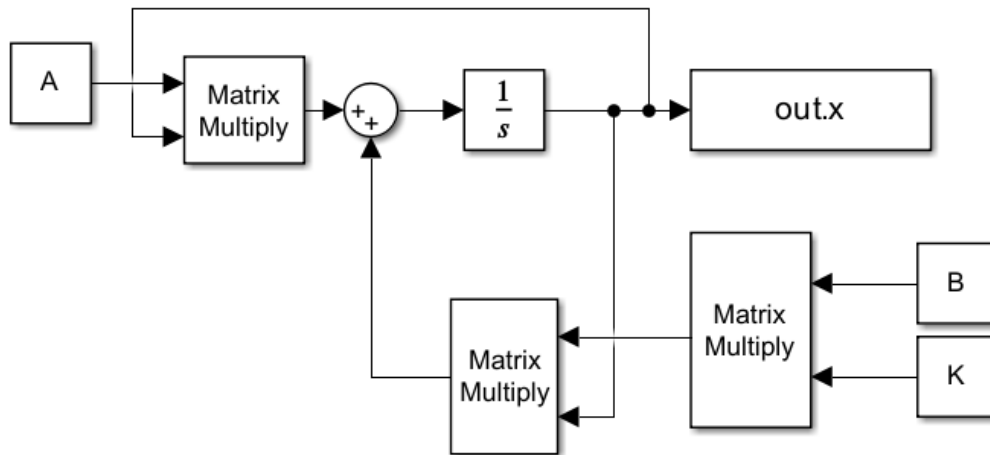 A
Matrix
Multiply
+
+
1
s
out.x
Matrix
Multiply
B
Matrix
Multiply
K